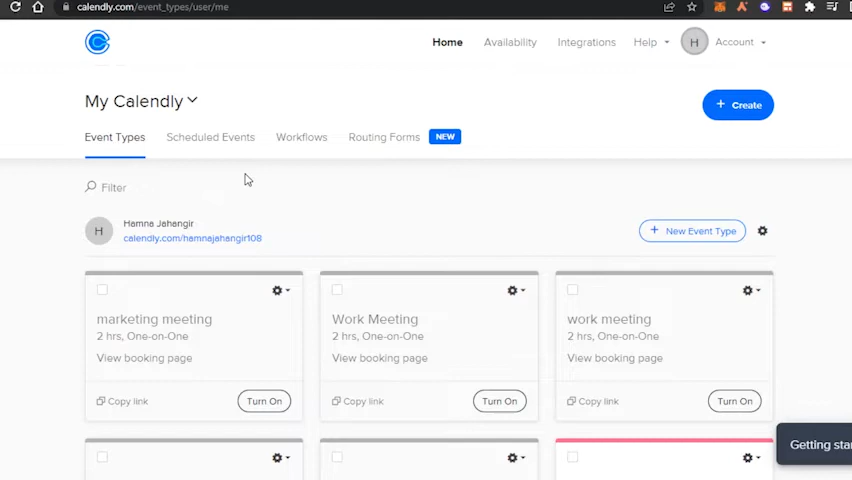 calendly.com/event_types/user/me
Home Availability Integrations Help H Account
My Calendly
+ Create
Event Types Scheduled Events Workflows Routing Forms NEW
Filter
H Hamna Jahangir
calendly.com/hamnajahangir108
+ New Event Type
marketing meeting
2 hrs, One-on-One
View booking page
Copy link Turn On
Work Meeting
2 hrs, One-on-One
View booking page
Copy link Turn On
work meeting
2 hrs, One-on-One
View booking page
Copy link Turn On
Getting star